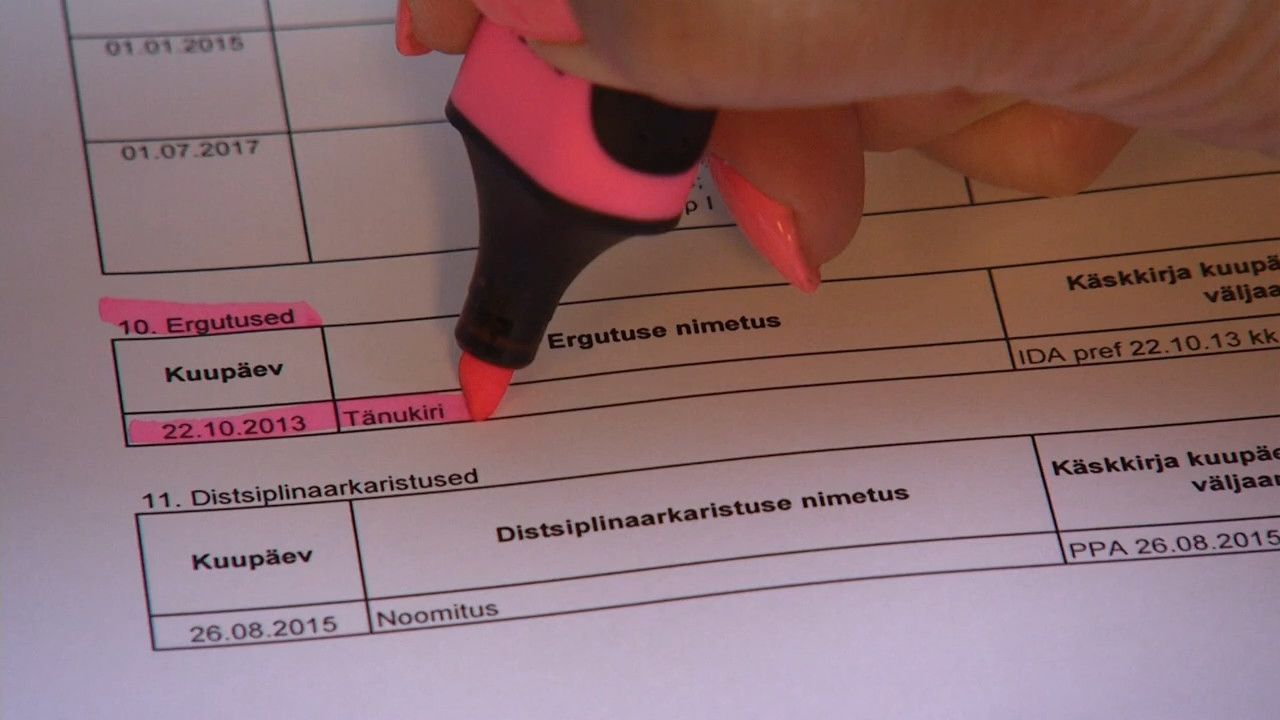 01.01.2015
01.07.2017
p I
10. Ergutused
Kuupäev
Ergutuse nimetus
Käskkirja kuupä
väljaa
22.10.2013
Tänukiri
IDA pref 22.10.13 kk
11. Distsiplinaarkaristused
Kuupäev
Distsiplinaarkaristuse nimetus
Käskkirja kuupäe
väljaar
26.08.2015
Noomitus
PPA 26.08.2015